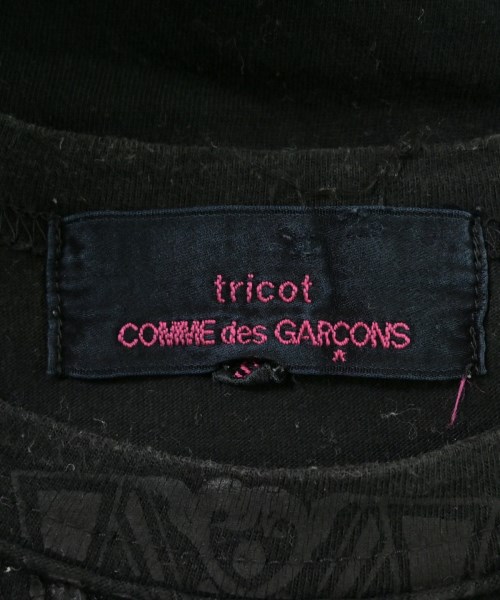 tricot
COMME des GARCONS
*